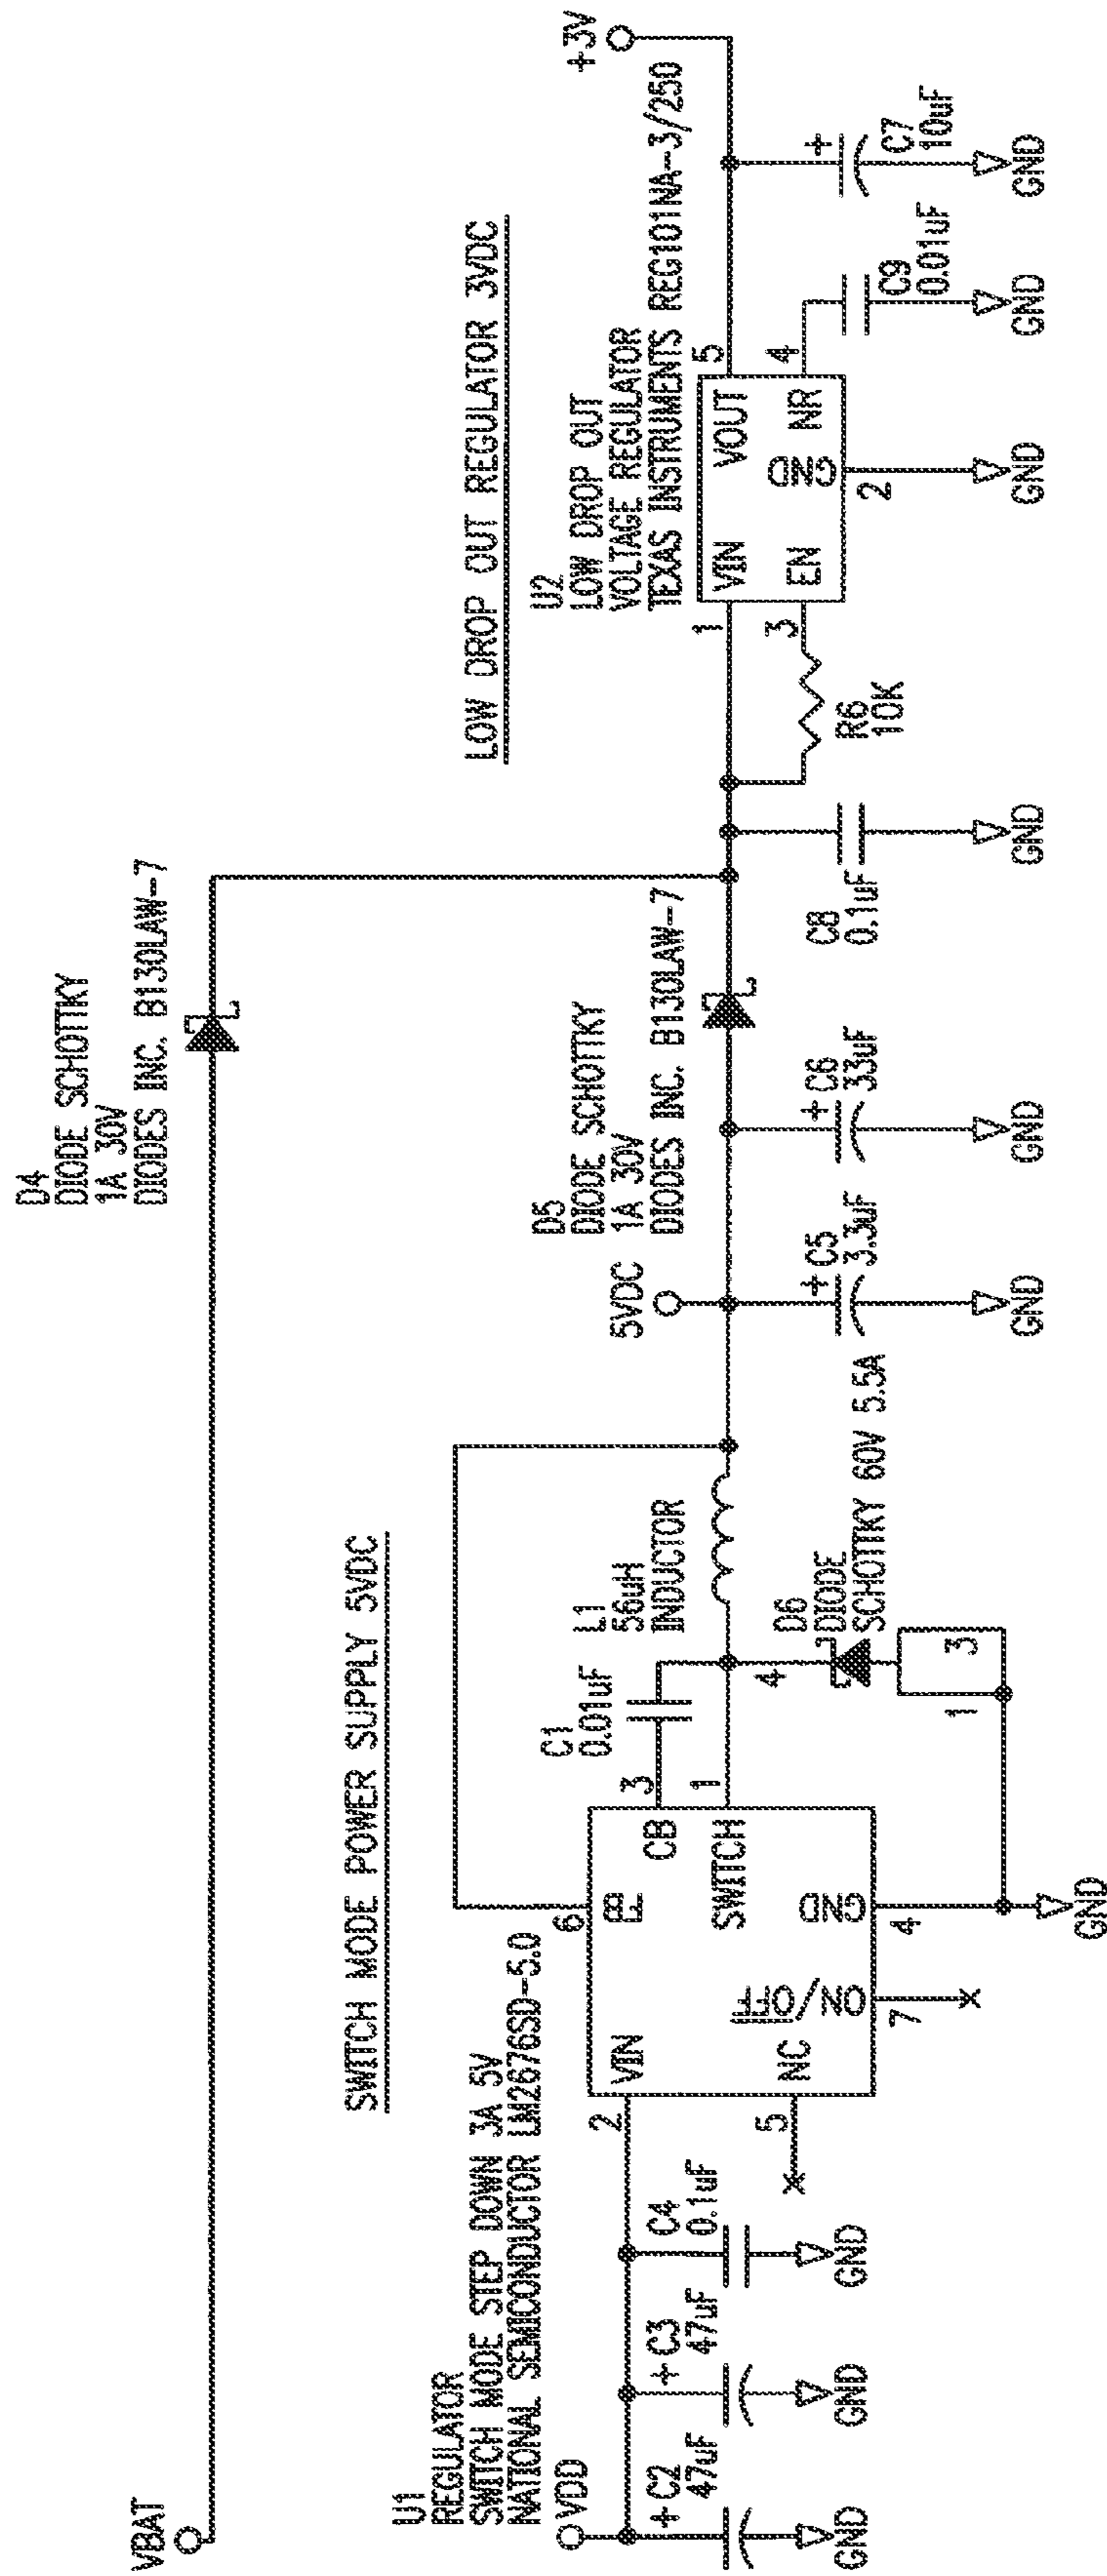 D4
DIODE SCHOTTKY
1A 30V
DIODES INC. B130LAW-7
VBAT
SWITCH MODE POWER SUPPLY 5VDC
U1
REGULATOR
SWITCH MODE STEP DOWN 3A 5V
NATIONAL SEMICONDUCTOR LM2676SD-5.0
VDD
+ C2
47uF
GND
+ C3
47uF
GND
C4
0.1uF
GND
2
VIN
5
NC
6
FB
3
CB
1
SWITCH
GND
4
ON/OFF
7
GND
C1
0.01uF
L1
56uH
INDUCTOR
4
D6
DIODE
SCHOTTKY 60V 5.5A
1
3
5VDC
+ C5
3.3uF
GND
+ C6
33uF
GND
D5
DIODE SCHOTTKY
1A 30V
DIODES INC. B130LAW-7
C8
0.1uF
GND
LOW DROP OUT REGULATOR 3VDC
U2
LOW DROP OUT
VOLTAGE REGULATOR
TEXAS INSTRUMENTS REG101NA-3/250
R6
10K
1
VIN
3
EN
VOUT
5
NR
4
GND
2
GND
C9
0.01uF
GND
+
C7
10uF
GND
+3V